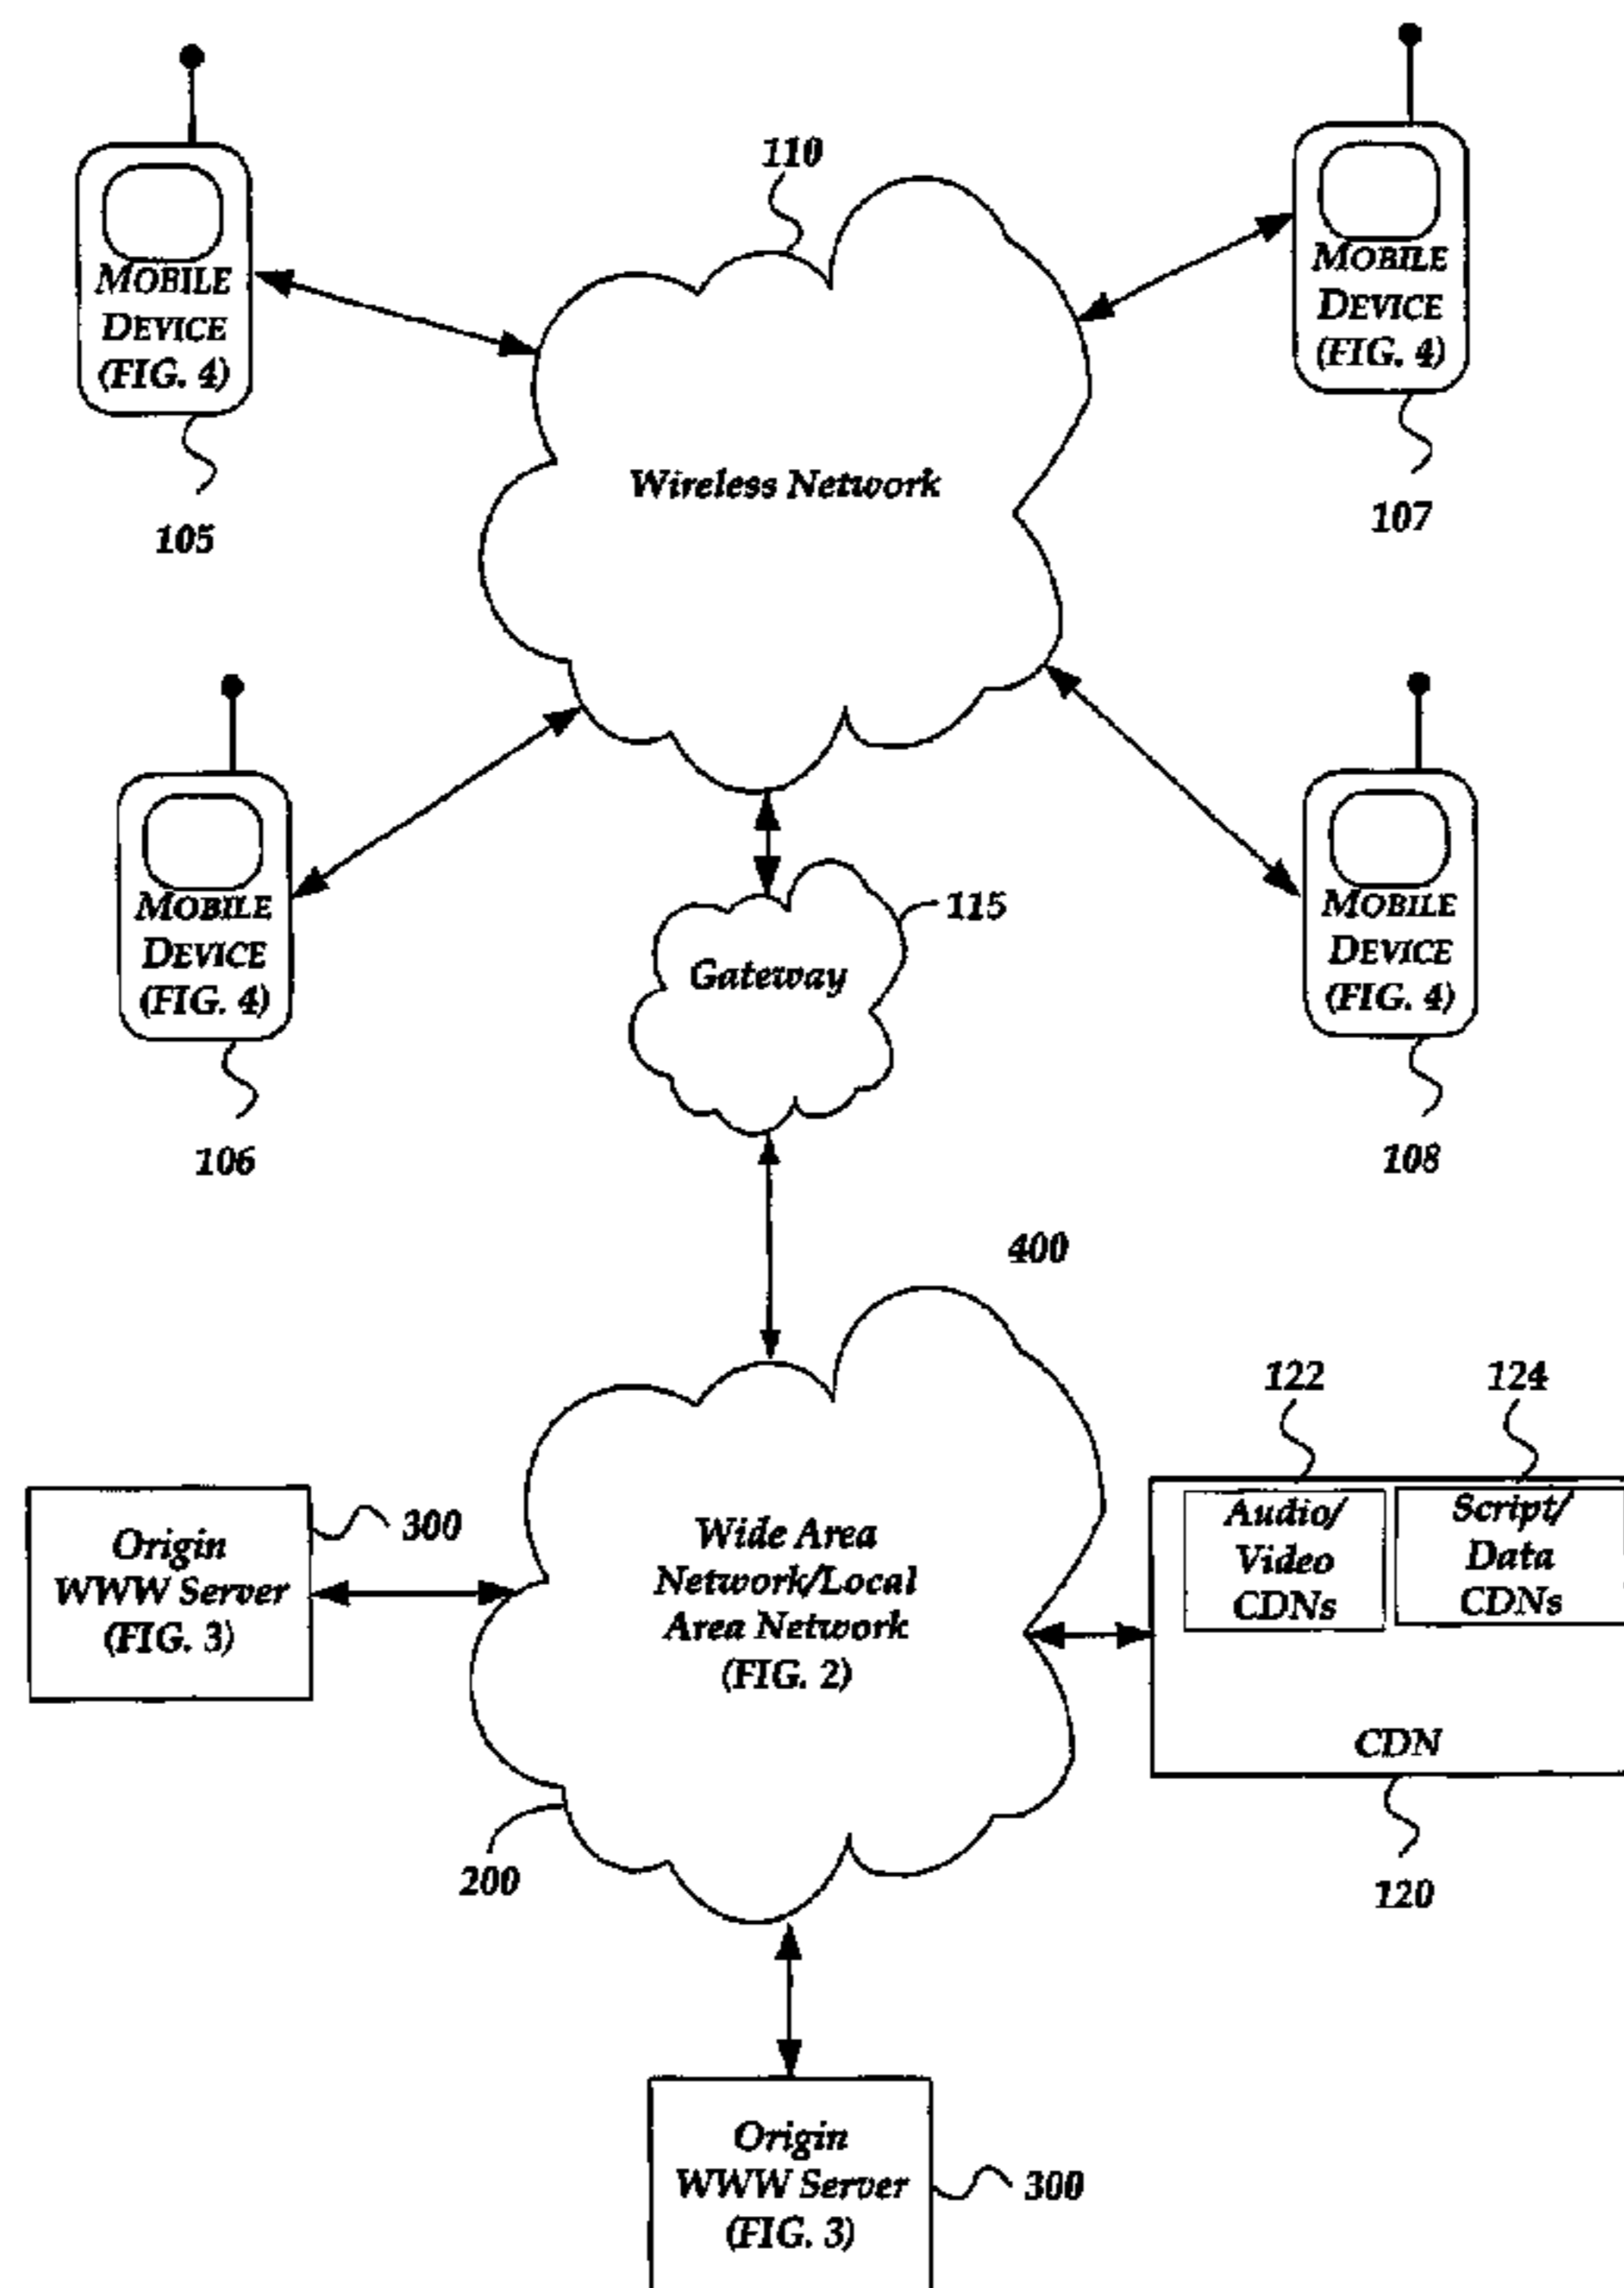 110
MOBILE
DEVICE
(FIG. 4)
105
MOBILE
DEVICE
(FIG. 4)
107
Wireless Network
MOBILE
DEVICE
(FIG. 4)
106
Gateway
115
MOBILE
DEVICE
(FIG. 4)
108
400
Origin
WWW Server
(FIG. 3)
300
Wide Area
Network/Local
Area Network
(FIG. 2)
200
122
124
Audio/
Video
CDNs
Script/
Data
CDNs
CDN
120
Origin
WWW Server
(FIG. 3)
300